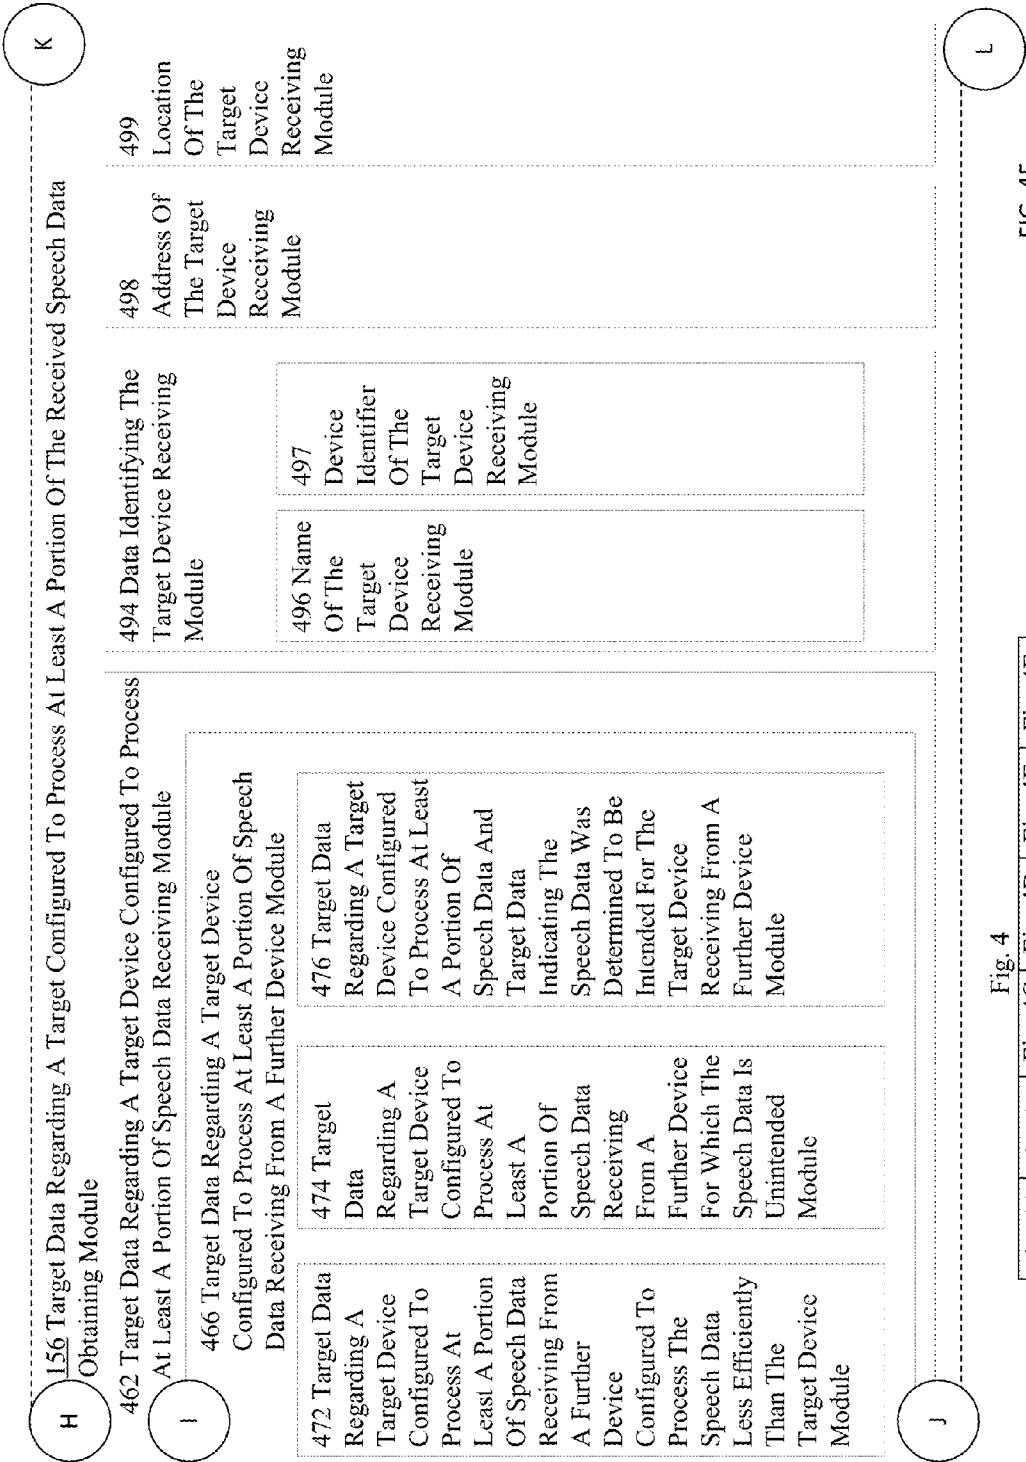 H
K
156 Target Data Regarding A Target Configured To Process At Least A Portion Of The Received Speech Data
Obtaining Module
I
462 Target Data Regarding A Target Device Configured To Process
At Least A Portion Of Speech Data Receiving Module
466 Target Data Regarding A Target Device
Configured To Process At Least A Portion Of Speech
Data Receiving From A Further Device Module
472 Target Data
Regarding A
Target Device
Configured To
Process At
Least A Portion
Of Speech Data
Receiving From
A Further
Device
Configured To
Process The
Speech Data
Less Efficiently
Than The
Target Device
Module
474 Target
Data
Regarding A
Target Device
Configured To
Process At
Least A
Portion Of
Speech Data
Receiving
From A
Further Device
For Which The
Speech Data Is
Unintended
Module
476 Target Data
Regarding A Target
Device Configured
To Process At Least
A Portion Of
Speech Data And
Target Data
Indicating The
Speech Data Was
Determined To Be
Intended For The
Target Device
Receiving From A
Further Device
Module
494 Data Identifying The
Target Device Receiving
Module
496 Name
Of The
Target
Device
Receiving
Module
497
Device
Identifier
Of The
Target
Device
Receiving
Module
498
Address Of
The Target
Device
Receiving
Module
499
Location
Of The
Target
Device
Receiving
Module
J
L
Fig. 4